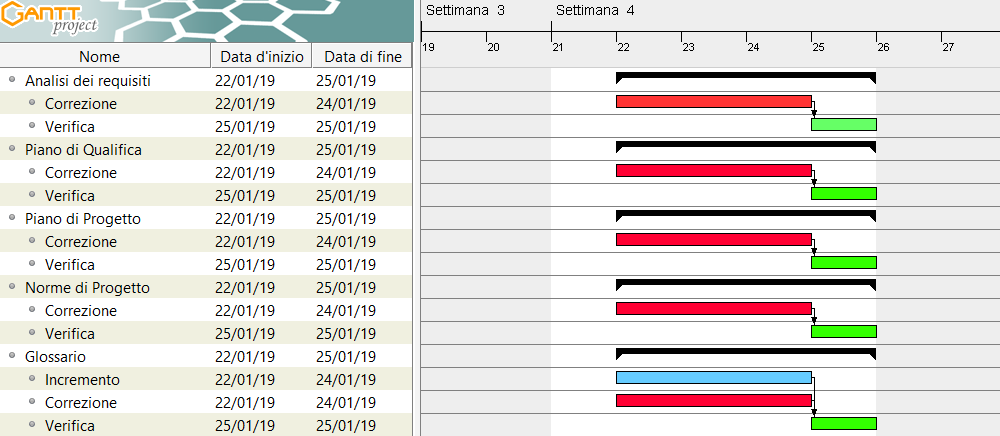 GANTT
project
Settimana 3 Settimana 4
19 20 21 22 23 24 25 26 27
Nome Data d'inizio Data di fine
Analisi dei requisiti 22/01/19 25/01/19
Correzione 22/01/19 24/01/19
Verifica 25/01/19 25/01/19
Piano di Qualifica 22/01/19 25/01/19
Correzione 22/01/19 24/01/19
Verifica 25/01/19 25/01/19
Piano di Progetto 22/01/19 25/01/19
Correzione 22/01/19 24/01/19
Verifica 25/01/19 25/01/19
Norme di Progetto 22/01/19 25/01/19
Correzione 22/01/19 24/01/19
Verifica 25/01/19 25/01/19
Glossario 22/01/19 25/01/19
Incremento 22/01/19 24/01/19
Correzione 22/01/19 24/01/19
Verifica 25/01/19 25/01/19